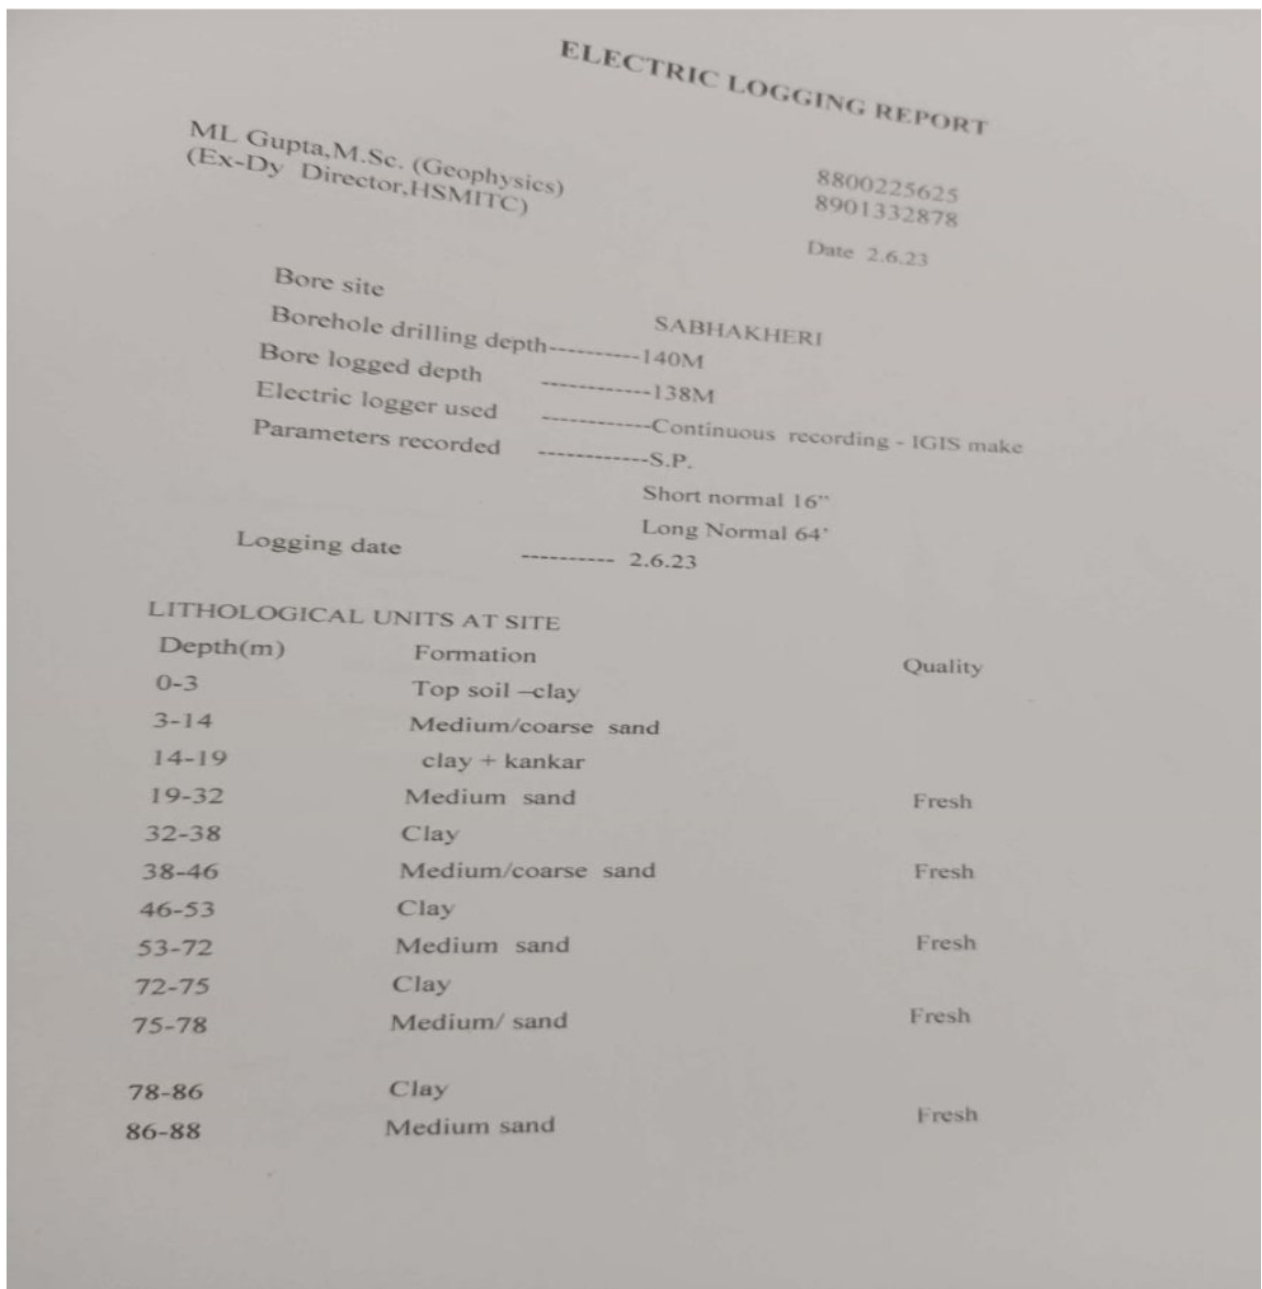 ELECTRIC LOGGING REPORT
ML Gupta,M.Sc. (Geophysics)
(Ex-Dy Director,HSMITC)
8800225625
8901332878
Date 2.6.23
Bore site SABHAKHERI
Borehole drilling depth----------140M
Bore logged depth ------------138M
Electric logger used ------------Continuous recording - IGIS make
Parameters recorded ------------S.P.
Short normal 16”
Long Normal 64’
Logging date ---------- 2.6.23
LITHOLOGICAL UNITS AT SITE
Depth(m) Formation Quality
0-3 Top soil –clay
3-14 Medium/coarse sand
14-19 clay + kankar
19-32 Medium sand Fresh
32-38 Clay
38-46 Medium/coarse sand Fresh
46-53 Clay
53-72 Medium sand Fresh
72-75 Clay
75-78 Medium/ sand Fresh
78-86 Clay
86-88 Medium sand Fresh